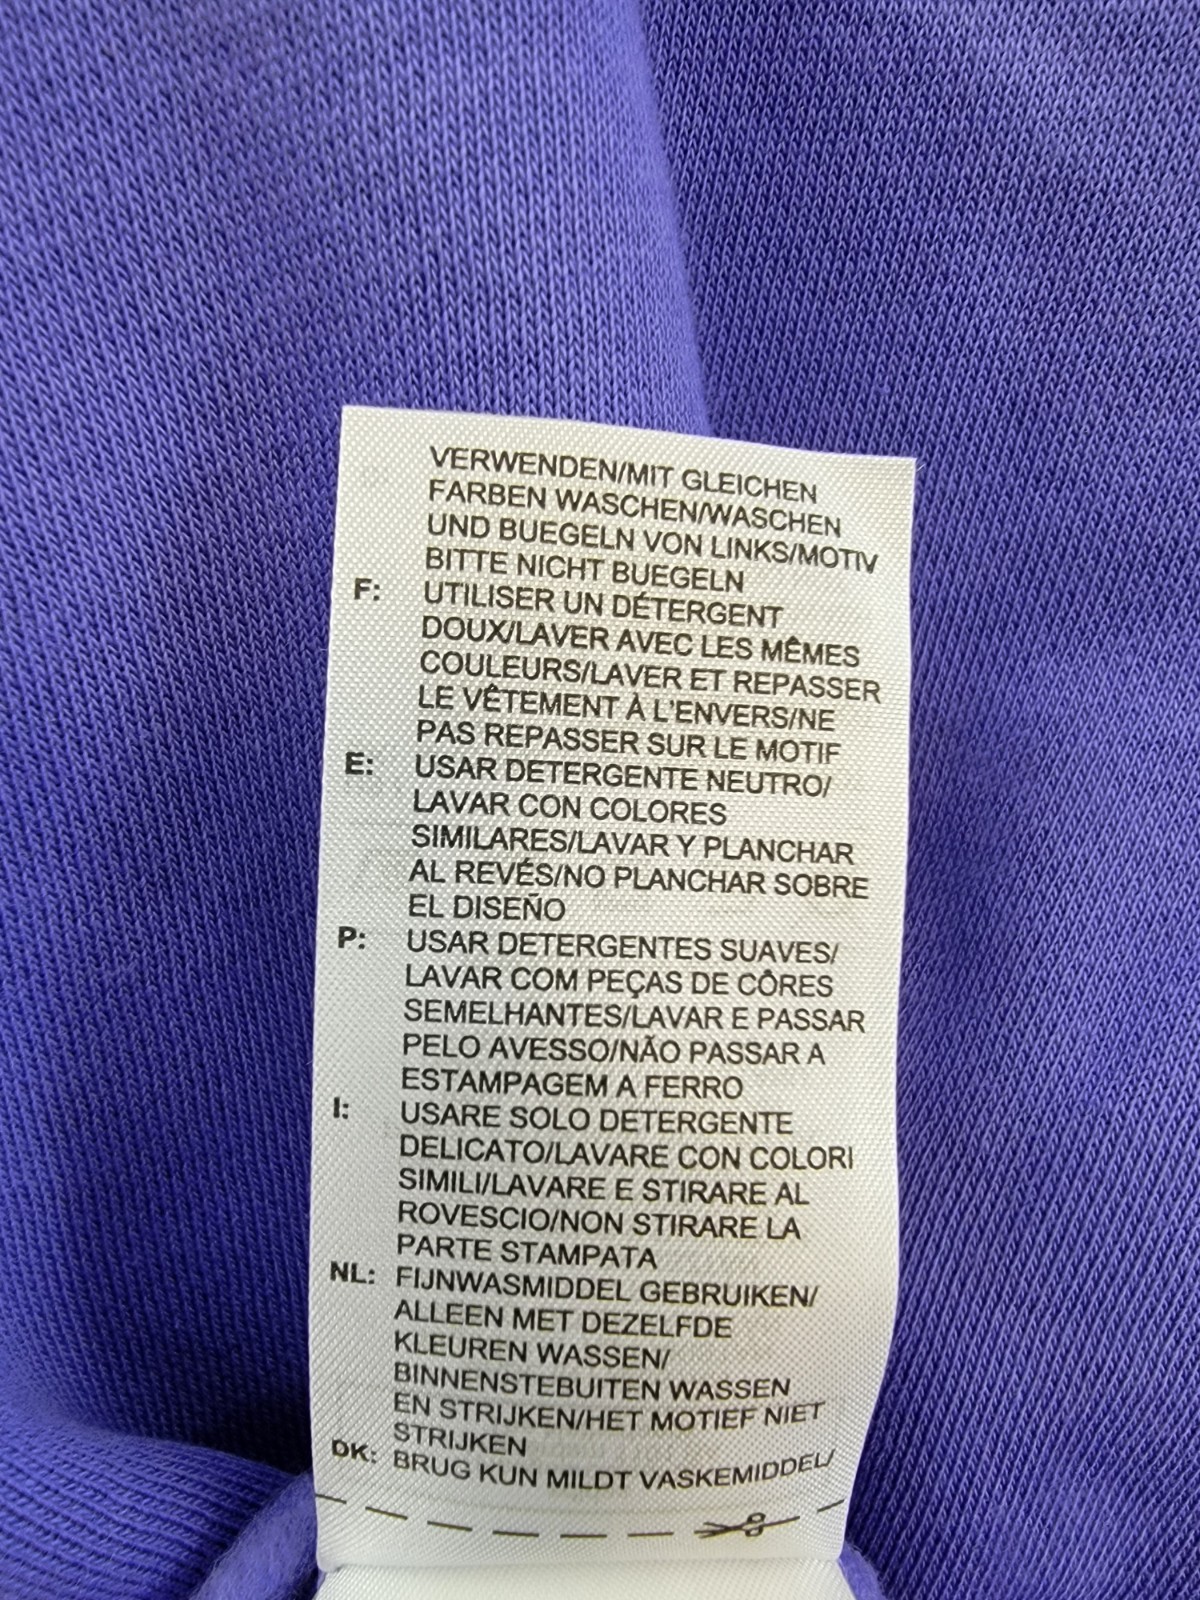 VERWENDEN/MIT GLEICHEN
FARBEN WASCHEN/WASCHEN
UND BUEGELN VON LINKS/MOTIV
BITTE NICHT BUEGELN
F: UTILISER UN DÉTERGENT
DOUX/LAVER AVEC LES MÊMES
COULEURS/LAVER ET REPASSER
LE VÊTEMENT À L'ENVERS/NE
PAS REPASSER SUR LE MOTIF
E: USAR DETERGENTE NEUTRO/
LAVAR CON COLORES
SIMILARES/LAVAR Y PLANCHAR
AL REVÉS/NO PLANCHAR SOBRE
EL DISEÑO
P: USAR DETERGENTES SUAVES/
LAVAR COM PEÇAS DE CÔRES
SEMELHANTES/LAVAR E PASSAR
PELO AVESSO/NÃO PASSAR A
ESTAMPAGEM A FERRO
I: USARE SOLO DETERGENTE
DELICATO/LAVARE CON COLORI
SIMILI/LAVARE E STIRARE AL
ROVESCIO/NON STIRARE LA
PARTE STAMPATA
NL: FIJNWASMIDDEL GEBRUIKEN/
ALLEEN MET DEZELFDE
KLEUREN WASSEN/
BINNENSTEBUITEN WASSEN
EN STRIJKEN/HET MOTIEF NIET
STRIJKEN
DK: BRUG KUN MILDT VASKEMIDDEL/